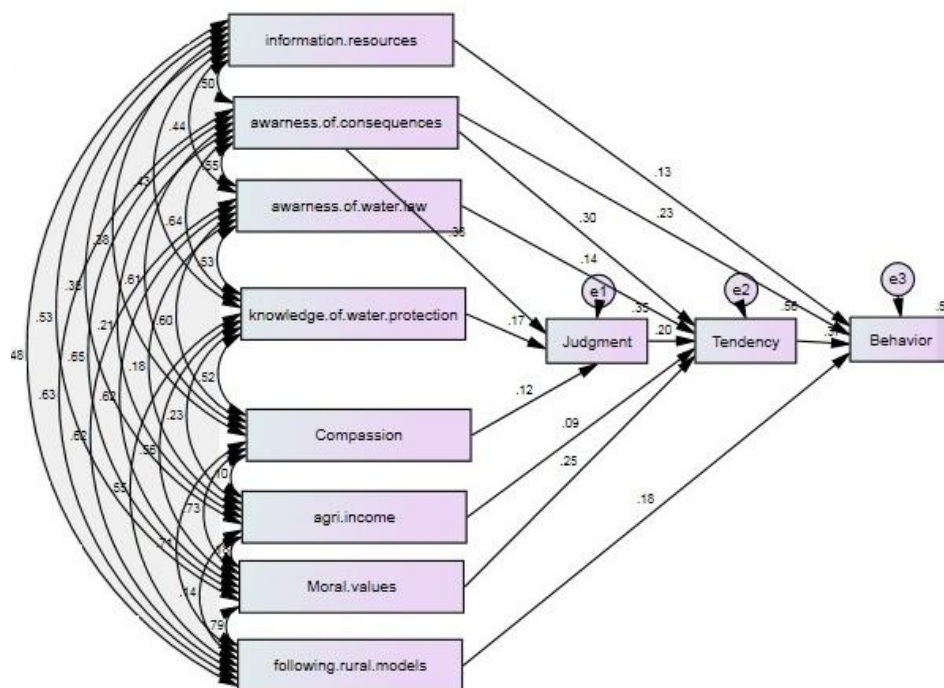 information.resources
.50
awarness.of.consequences
.44
.55
.13
.43
awarness.of.water.law
.30
.23
.64
.14
.28
.53
e1
e2
e3
.61
.35
.56
.53
.21
.60
knowledge.of.water.protection
.17
Judgment
.20
Tendency
Behavior
.48
.65
.18
.52
.63
.62
.23
.12
.62
Compassion
.09
.55
.10
.25
.73
agri.income
.18
.71
.14
Moral.values
.79
following.rural.models